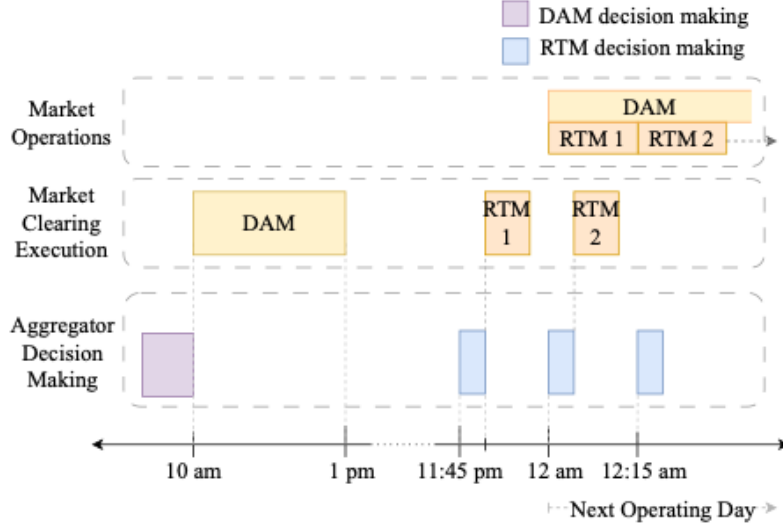 DAM decision making
RTM decision making
Market
Operations
DAM
RTM 1
RTM 2
Market
Clearing
Execution
DAM
RTM
1
RTM
2
Aggregator
Decision
Making
10 am
1 pm
11:45 pm
12 am
12:15 am
Next Operating Day